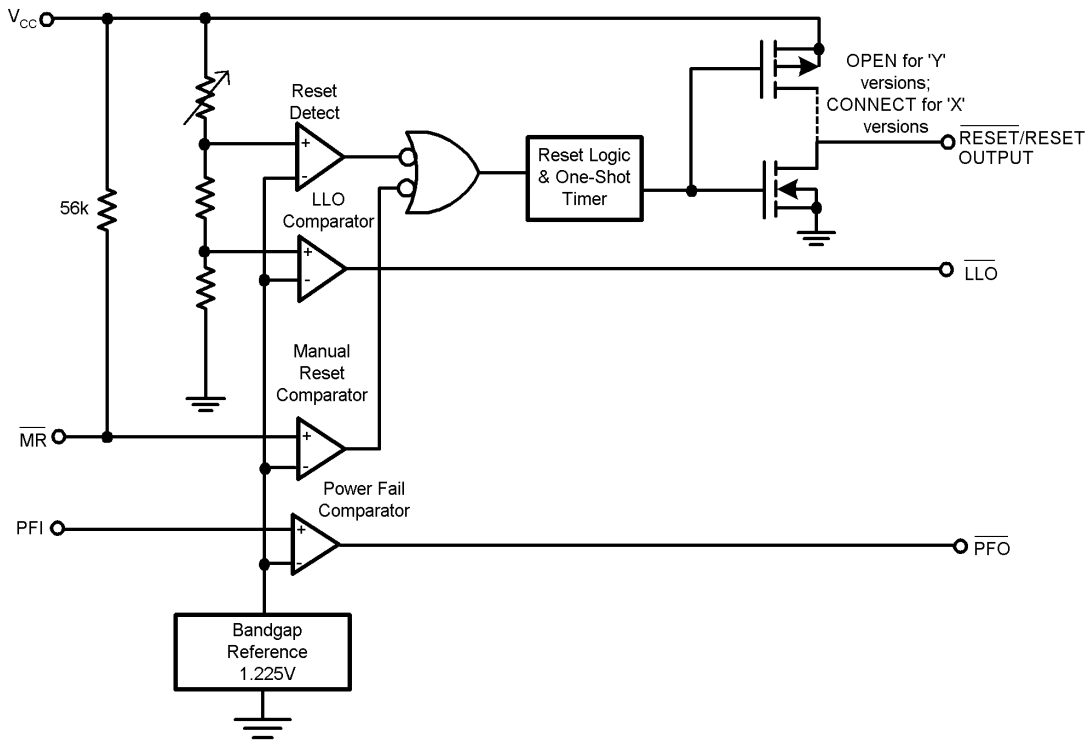 VCC
OPEN for 'Y'
versions;
CONNECT for 'X'
versions
Reset
Detect
+
-
RESET/RESET
OUTPUT
Reset Logic
& One-Shot
Timer
56k
LLO
Comparator
+
-
LLO
Manual
Reset
Comparator
MR
+
-
Power Fail
Comparator
PFI
+
-
PFO
Bandgap
Reference
1.225V